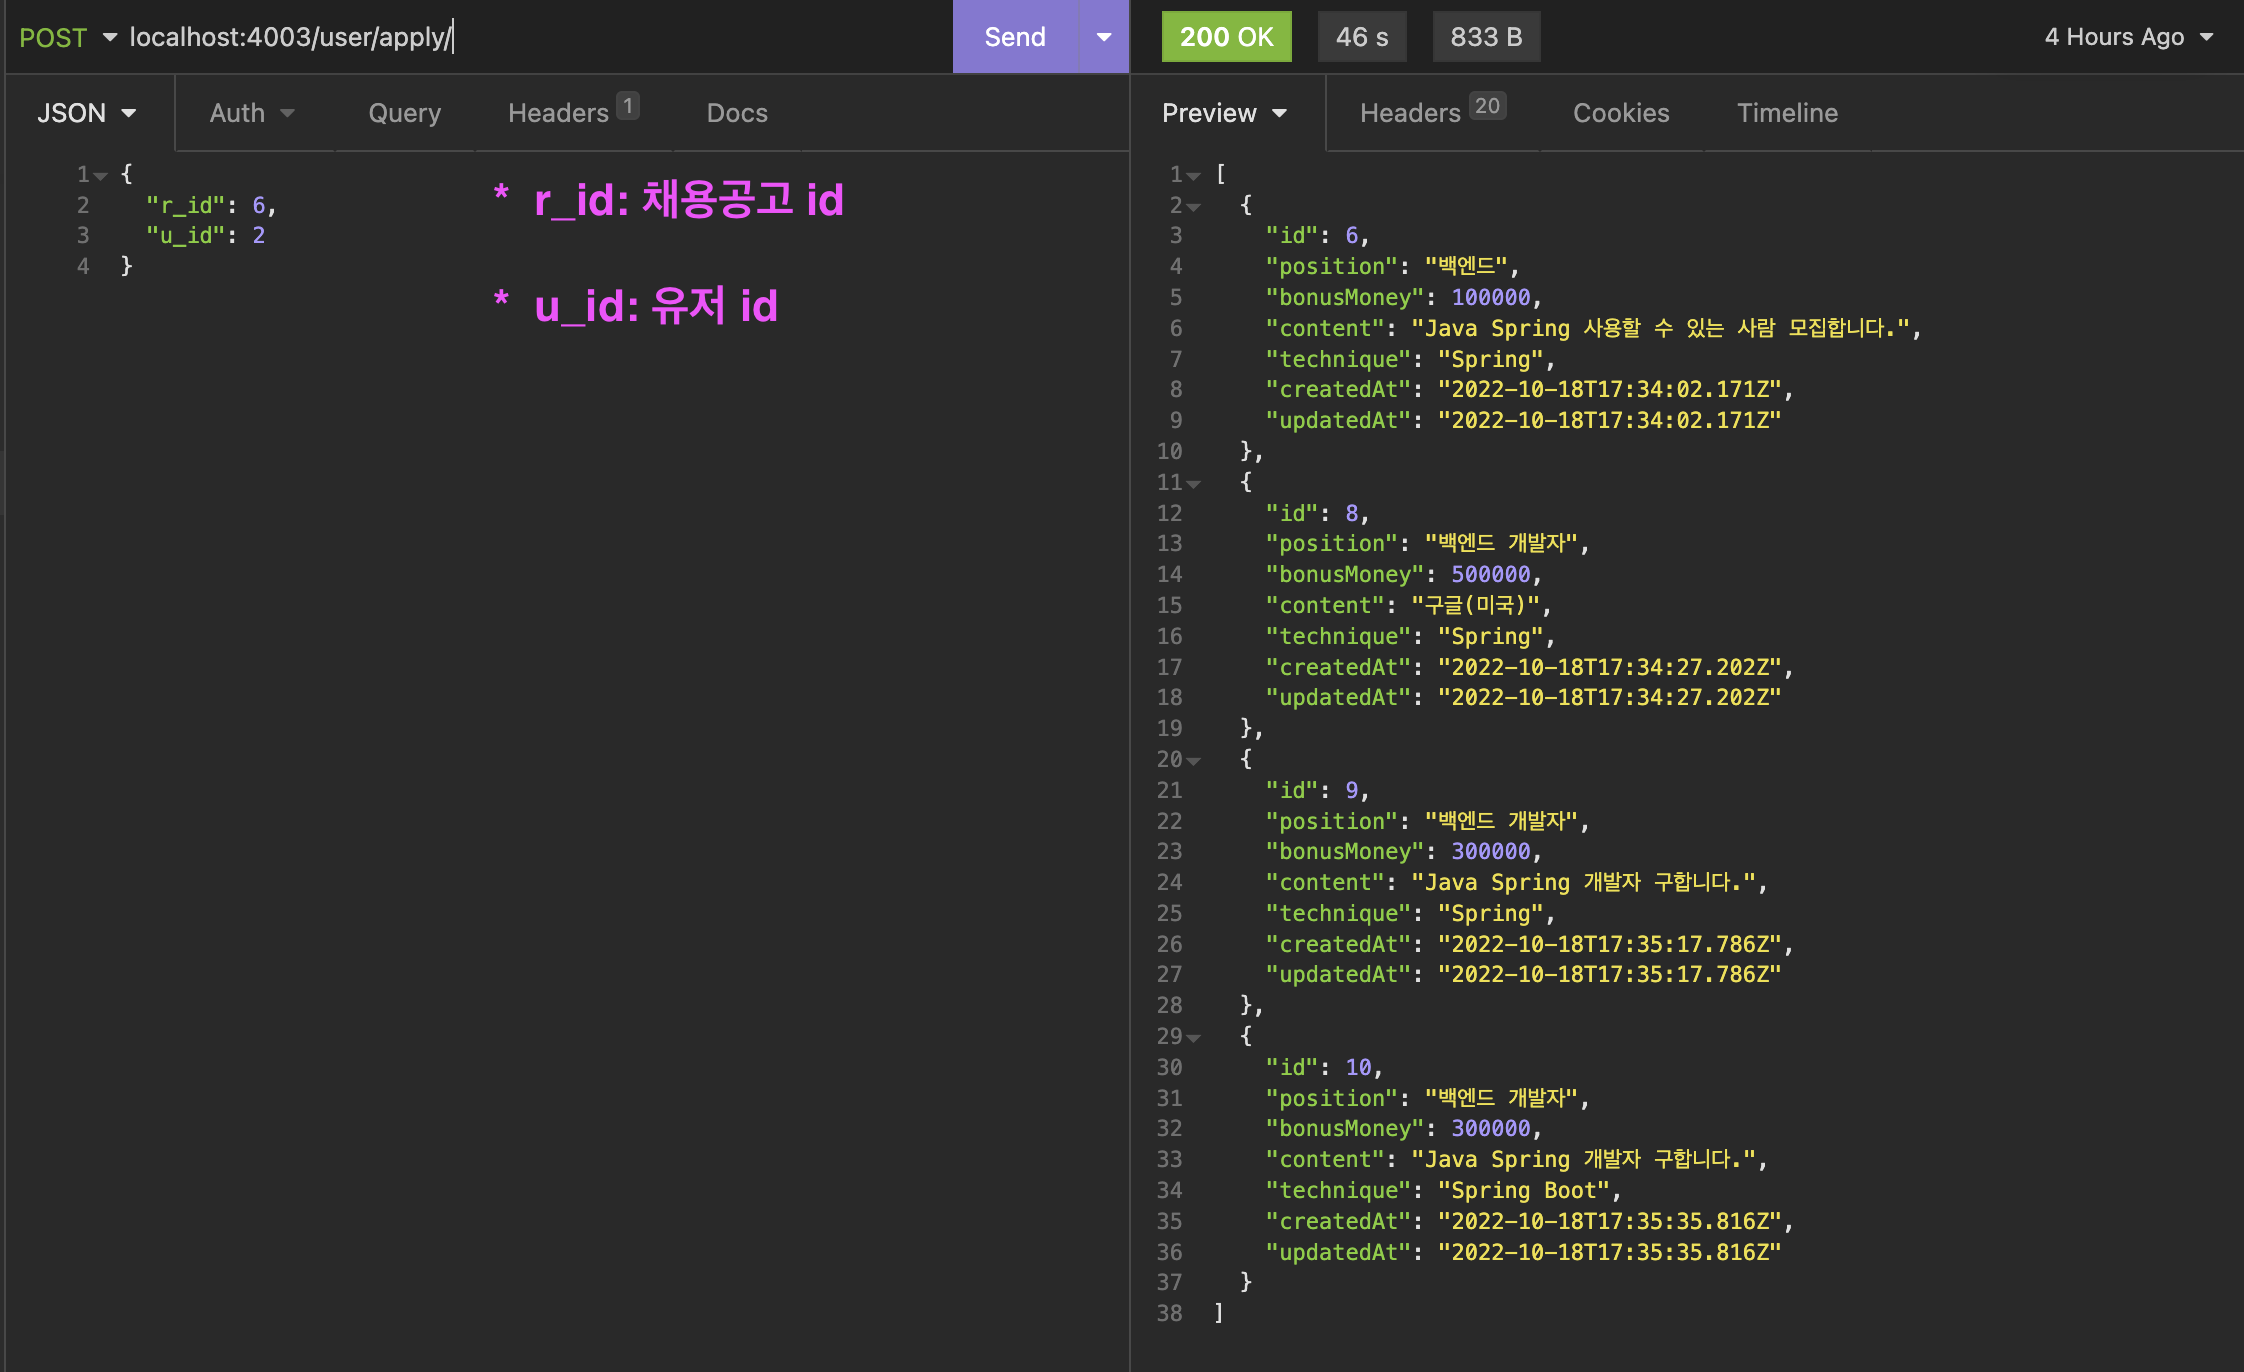 POST localhost:4003/user/apply/ Send
200 OK 46 s 833 B 4 Hours Ago
JSON Auth Query Headers 1 Docs
Preview Headers 20 Cookies Timeline
1 {
2 "r_id": 6,
3 "u_id": 2
4 }
* r_id: 채용공고 id
* u_id: 유저 id
1 [
2 {
3 "id": 6,
4 "position": "백엔드",
5 "bonusMoney": 100000,
6 "content": "Java Spring 사용할 수 있는 사람 모집합니다.",
7 "technique": "Spring",
8 "createdAt": "2022-10-18T17:34:02.171Z",
9 "updatedAt": "2022-10-18T17:34:02.171Z"
10 },
11 {
12 "id": 8,
13 "position": "백엔드 개발자",
14 "bonusMoney": 500000,
15 "content": "구글(미국)",
16 "technique": "Spring",
17 "createdAt": "2022-10-18T17:34:27.202Z",
18 "updatedAt": "2022-10-18T17:34:27.202Z"
19 },
20 {
21 "id": 9,
22 "position": "백엔드 개발자",
23 "bonusMoney": 300000,
24 "content": "Java Spring 개발자 구합니다.",
25 "technique": "Spring",
26 "createdAt": "2022-10-18T17:35:17.786Z",
27 "updatedAt": "2022-10-18T17:35:17.786Z"
28 },
29 {
30 "id": 10,
31 "position": "백엔드 개발자",
32 "bonusMoney": 300000,
33 "content": "Java Spring 개발자 구합니다.",
34 "technique": "Spring Boot",
35 "createdAt": "2022-10-18T17:35:35.816Z",
36 "updatedAt": "2022-10-18T17:35:35.816Z"
37 }
38 ]